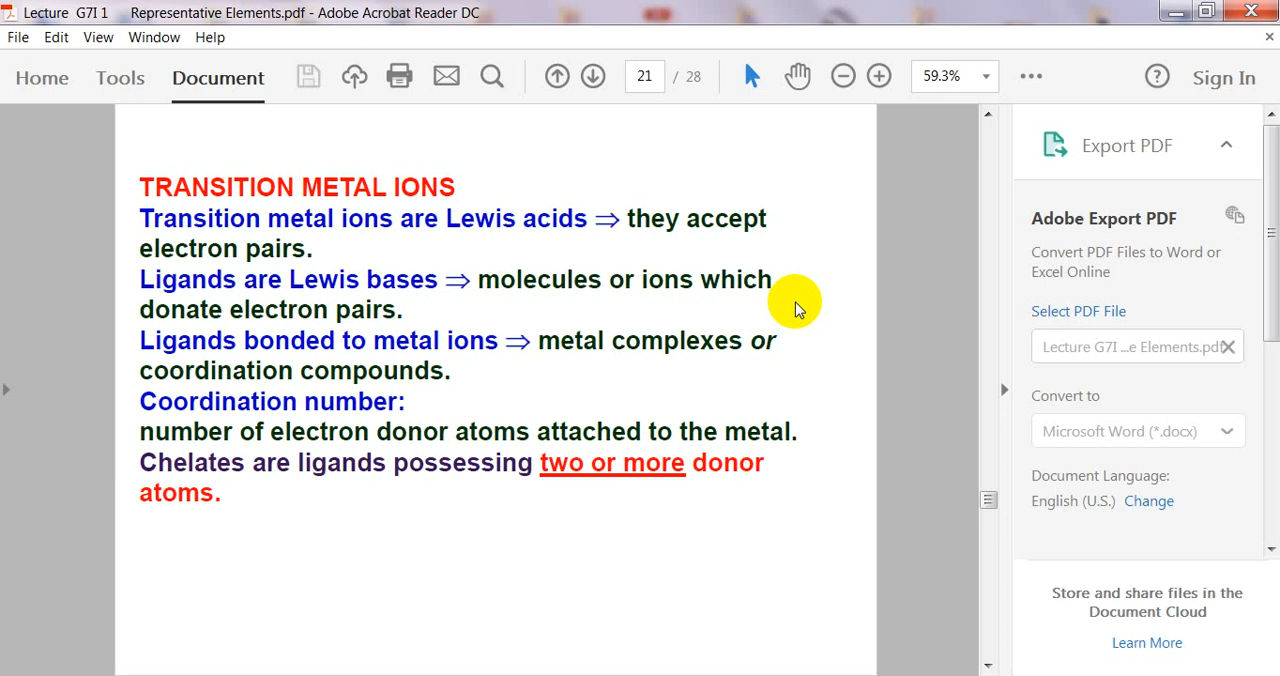 Lecture G7I 1 Representative Elements.pdf - Adobe Acrobat Reader DC
File Edit View Window Help
Home Tools Document 21 / 28 59.3% Sign In
TRANSITION METAL IONS
Transition metal ions are Lewis acids ⇒ they accept
electron pairs.
Ligands are Lewis bases ⇒ molecules or ions which
donate electron pairs.
Ligands bonded to metal ions ⇒ metal complexes or
coordination compounds.
Coordination number:
number of electron donor atoms attached to the metal.
Chelates are ligands possessing two or more donor
atoms.
Export PDF
Adobe Export PDF
Convert PDF Files to Word or
Excel Online
Select PDF File
Lecture G7I ...e Elements.pdf
Convert to
Microsoft Word (*.docx)
Document Language:
English (U.S.) Change
Store and share files in the
Document Cloud
Learn More